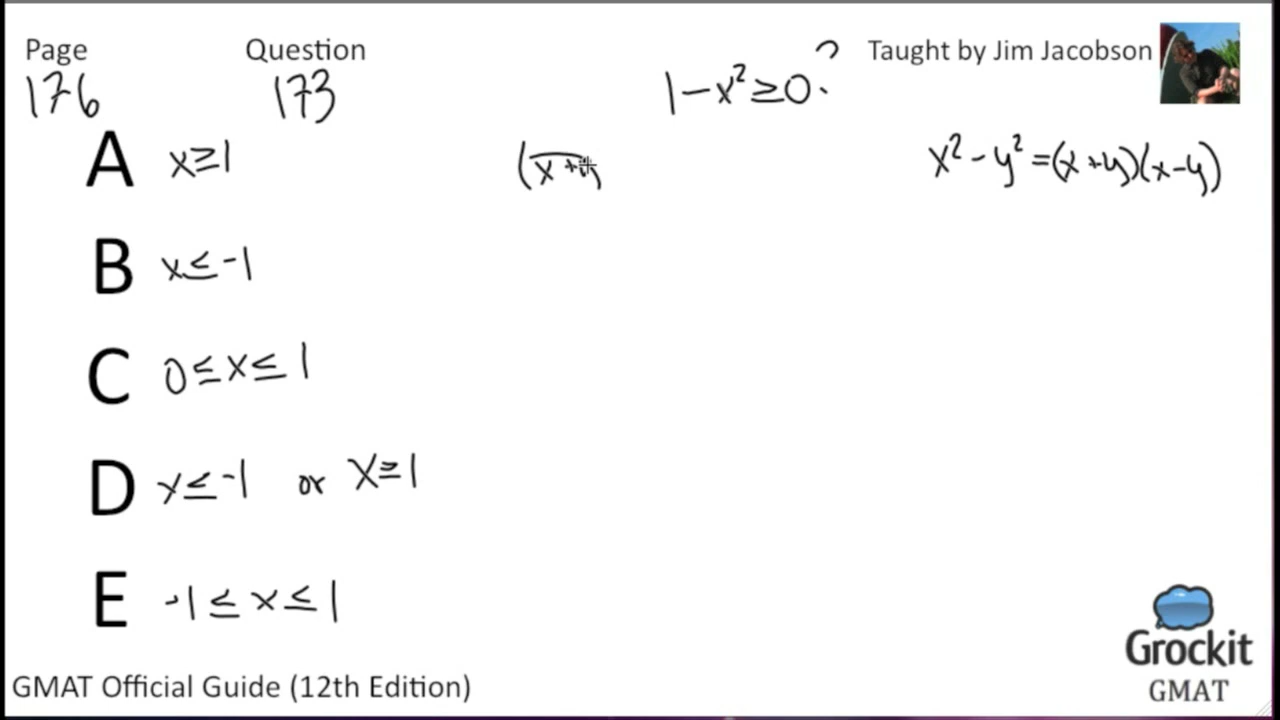 Page Question ? Taught by Jim Jacobson
176 173 1-x²≥0.
A x≥1 (x+ x²-y²=(x+y)(x-y)
B x≤-1
C 0≤x≤1
D x≤-1 or x≥1
E -1≤x≤1
Grockit
GMAT
GMAT Official Guide (12th Edition)